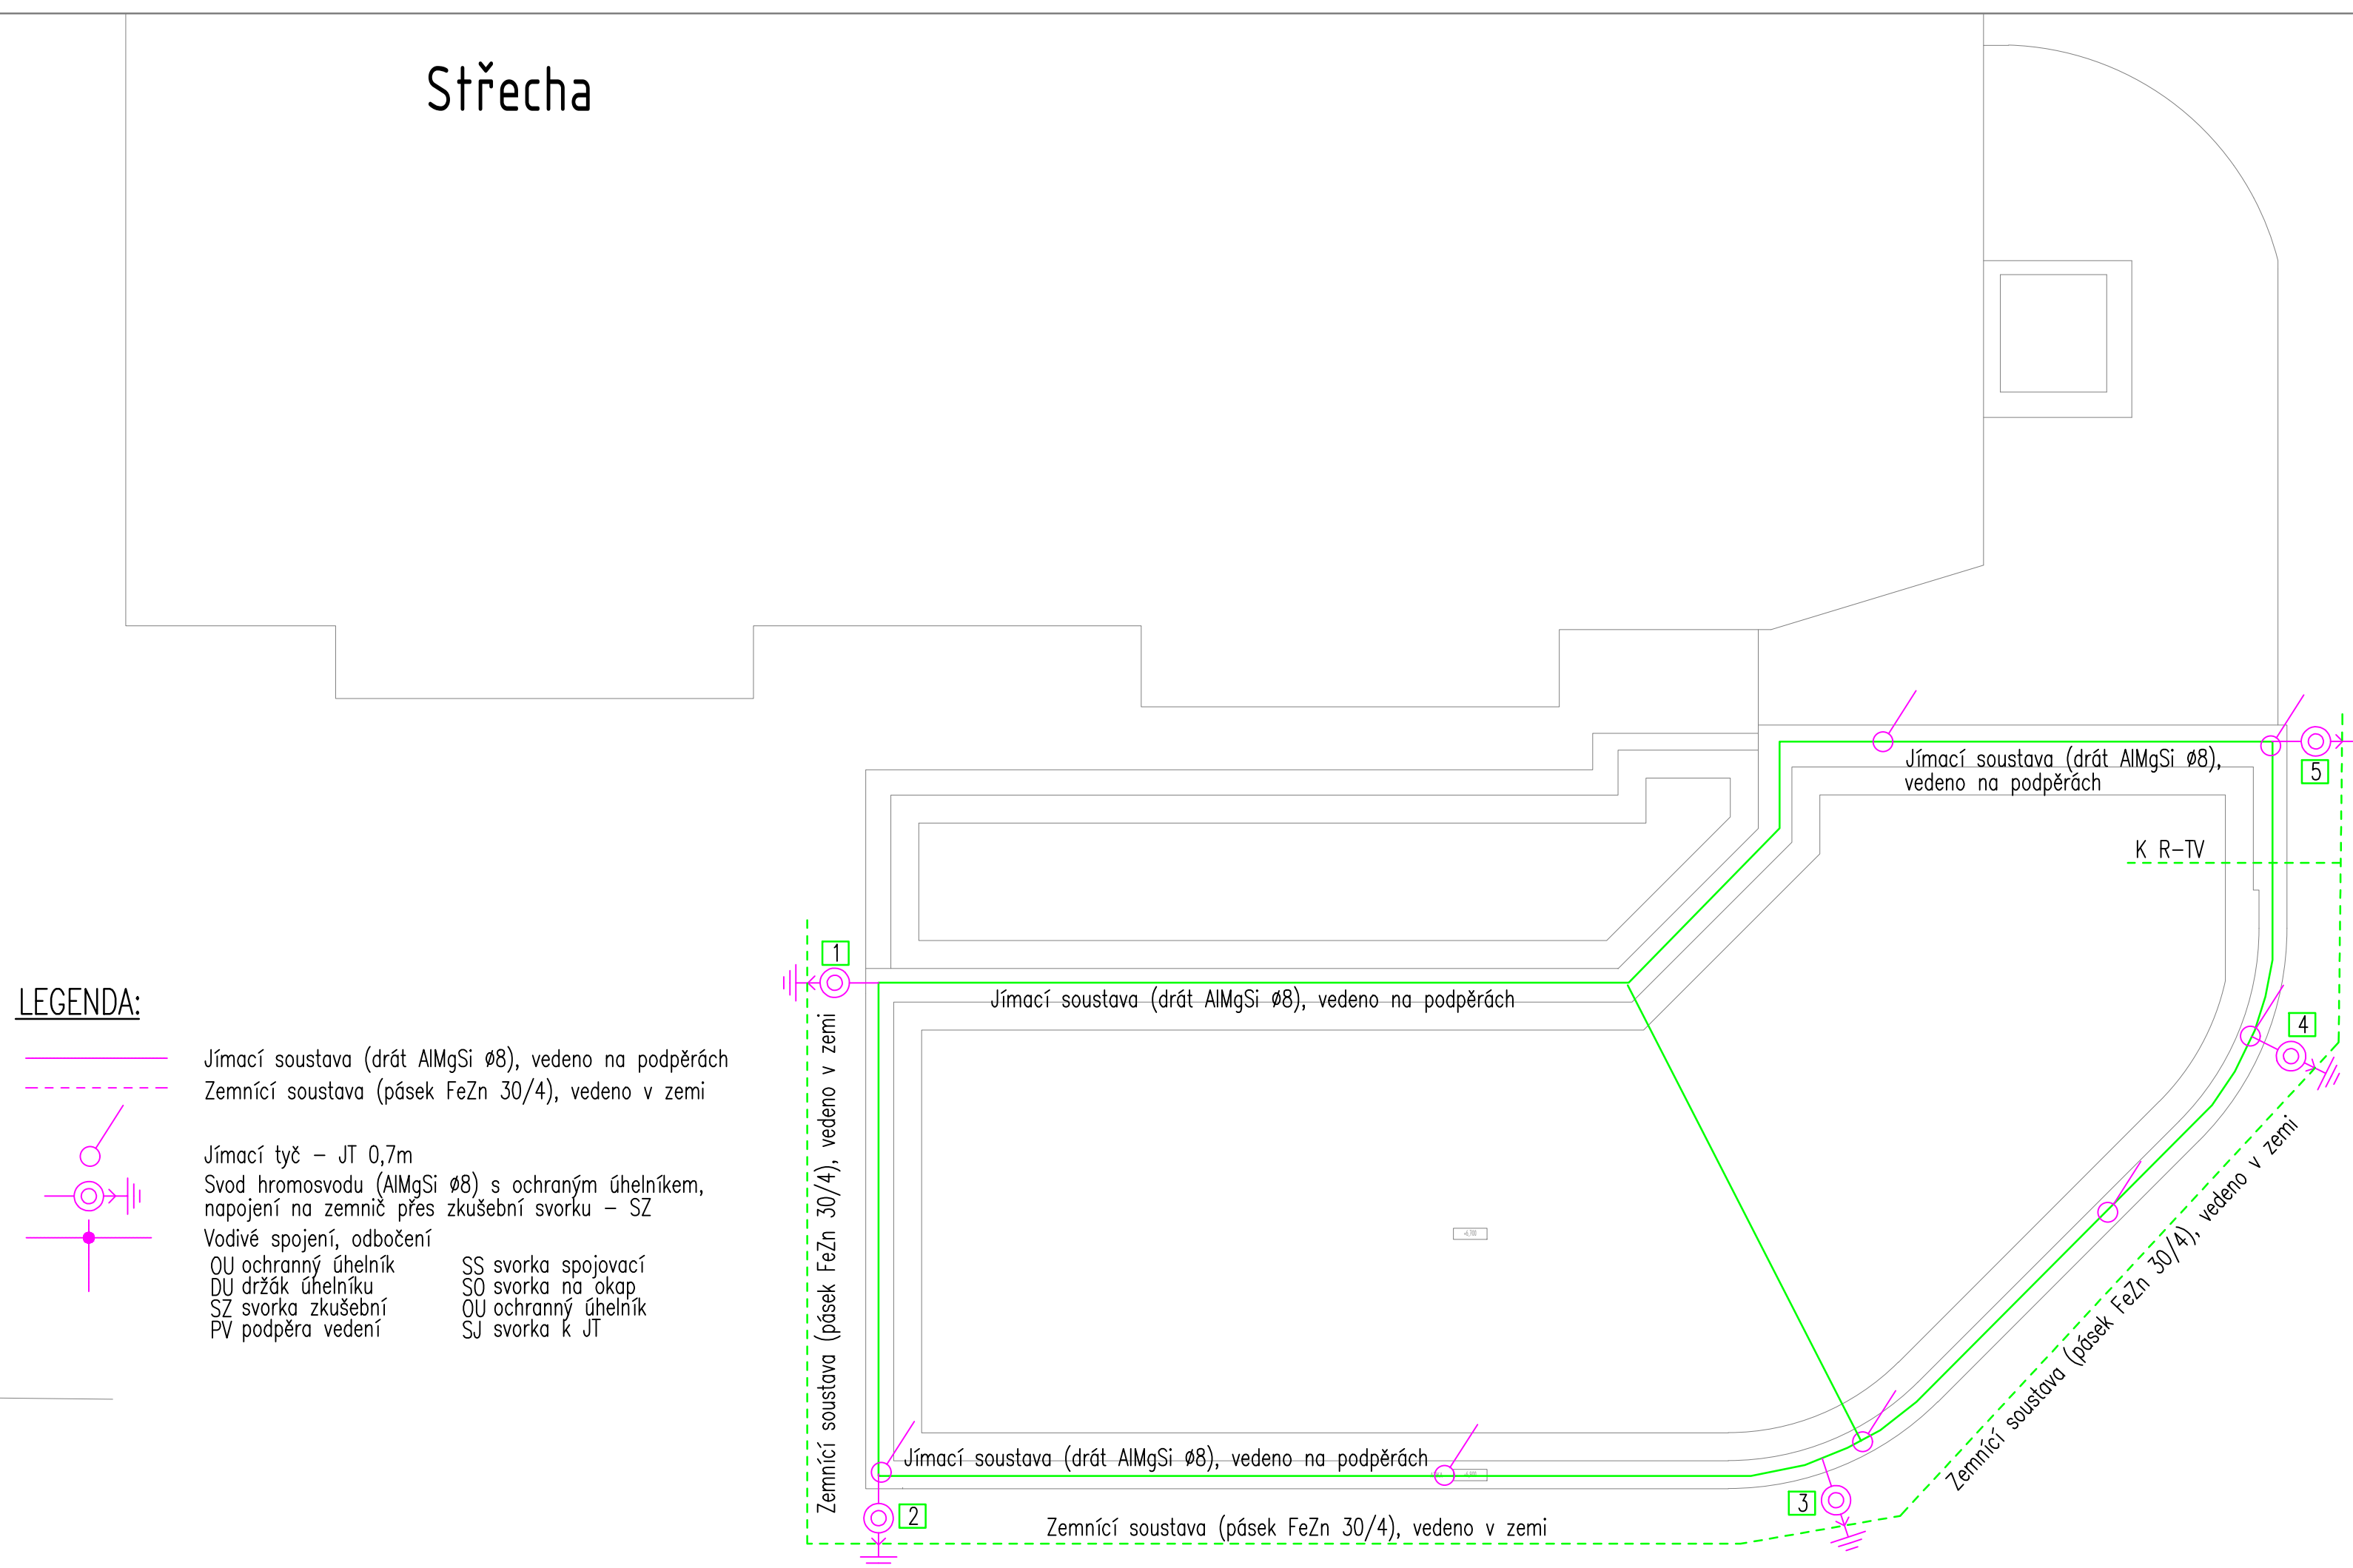 Střecha
Jímací soustava (drát AlMgSi Ø8),
vedeno na podpěrách
5
K R-TV
1
Jímací soustava (drát AlMgSi Ø8), vedeno na podpěrách
4
Zemnící soustava (pásek FeZn 30/4), vedeno v zemi
Zemnící soustava (pásek FeZn 30/4), vedeno v zemi
Jímací soustava (drát AlMgSi Ø8), vedeno na podpěrách
2
3
Zemnící soustava (pásek FeZn 30/4), vedeno v zemi
LEGENDA:
Jímací soustava (drát AlMgSi Ø8), vedeno na podpěrách
Zemnící soustava (pásek FeZn 30/4), vedeno v zemi
Jímací tyč - JT 0,7m
Svod hromosvodu (AlMgSi Ø8) s ochraným úhelníkem,
napojení na zemnič přes zkušební svorku - SZ
Vodivé spojení, odbočení
OU ochranný úhelník
DU držák úhelníku
SZ svorka zkušební
PV podpěra vedení
SS svorka spojovací
SO svorka na okap
OU ochranný úhelník
SJ svorka k JT